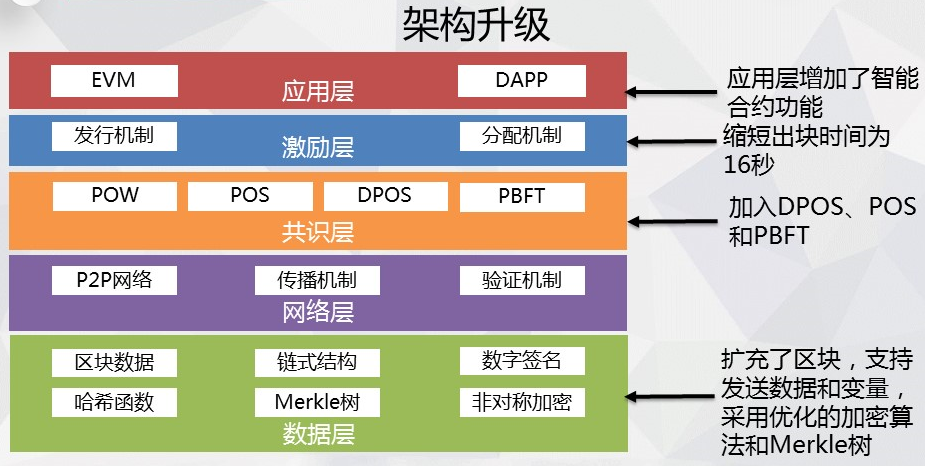 架构升级
EVM
DAPP
应用层
应用层增加了智能
合约功能
发行机制
分配机制
激励层
缩短出块时间为
16秒
POW
POS
DPOS
PBFT
共识层
加入DPOS、POS
和PBFT
P2P网络
传播机制
验证机制
网络层
区块数据
链式结构
数字签名
哈希函数
Merkle树
非对称加密
数据层
扩充了区块，支持
发送数据和变量，
采用优化的加密算
法和Merkle树